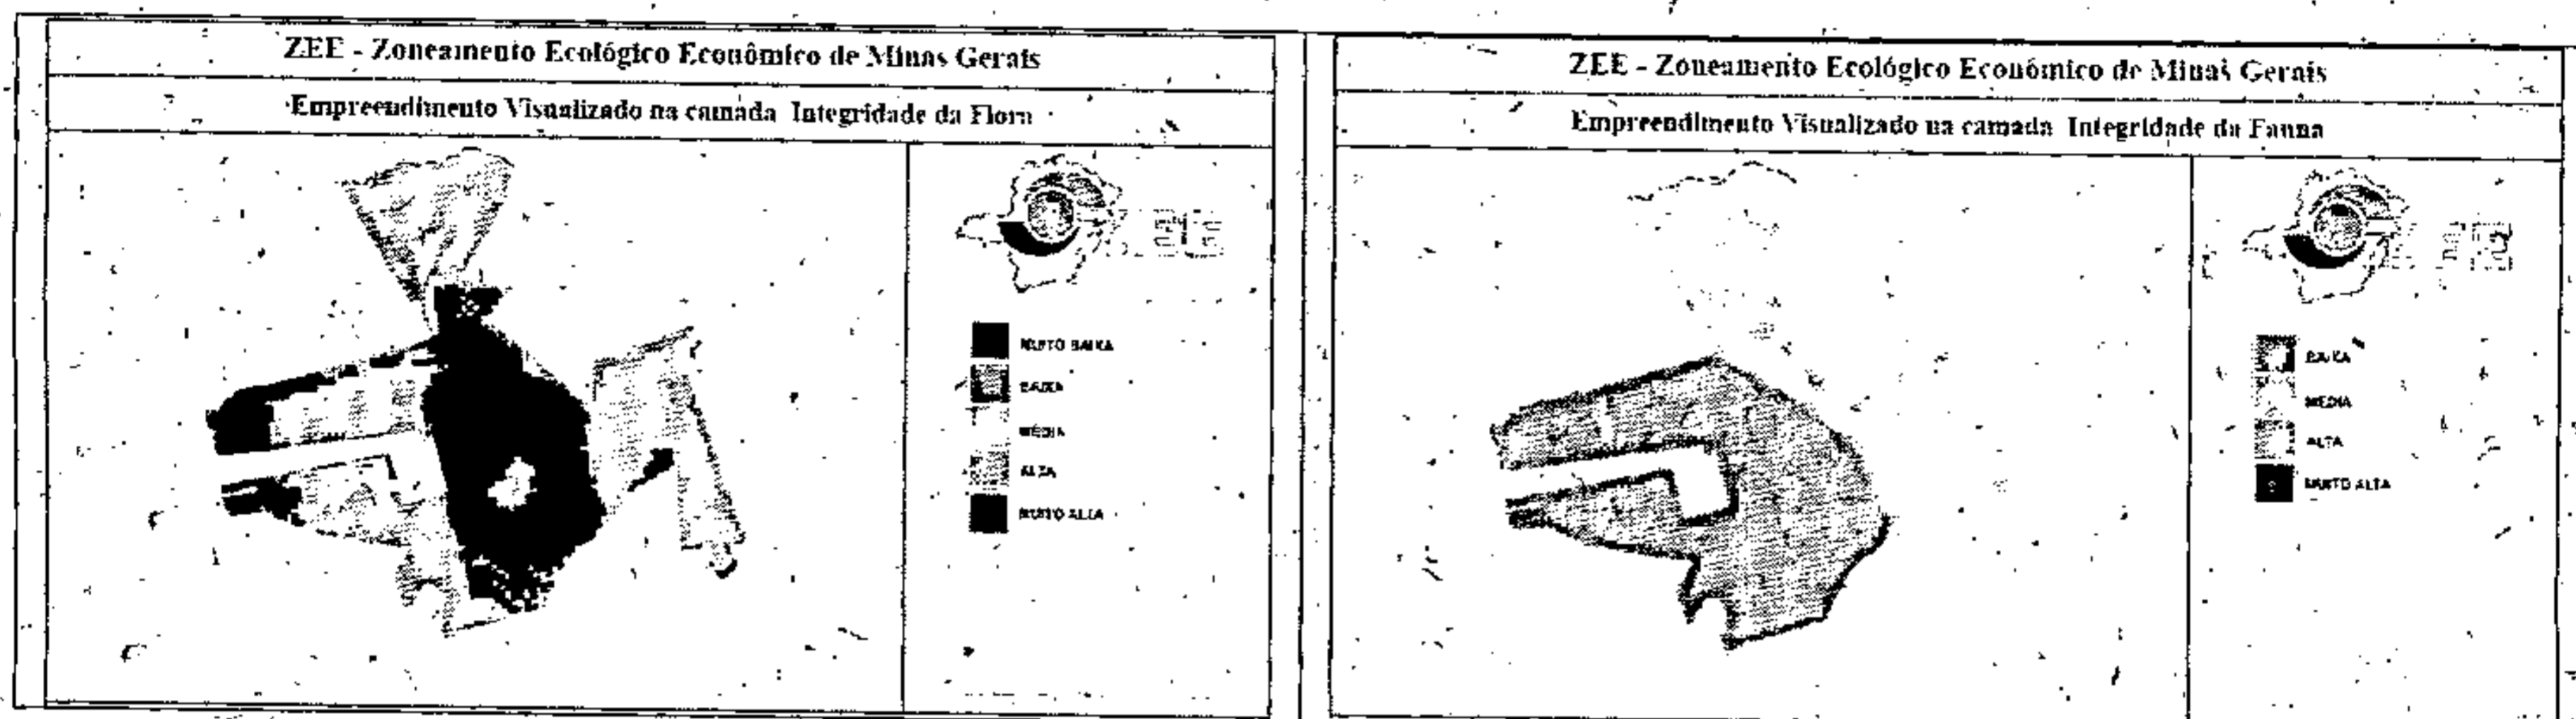 ZEE - Zoneamento Ecológico Econômico de Minas Gerais
Empreendimento Visualizado na camada Integridade da Flora
MUITO BAIXA
BAIXA
MÉDIA
ALTA
MUITO ALTA
ZEE - Zoneamento Ecológico Econômico de Minas Gerais
Empreendimento Visualizado na camada Integridade da Fauna
BAIXA
MÉDIA
ALTA
MUITO ALTA